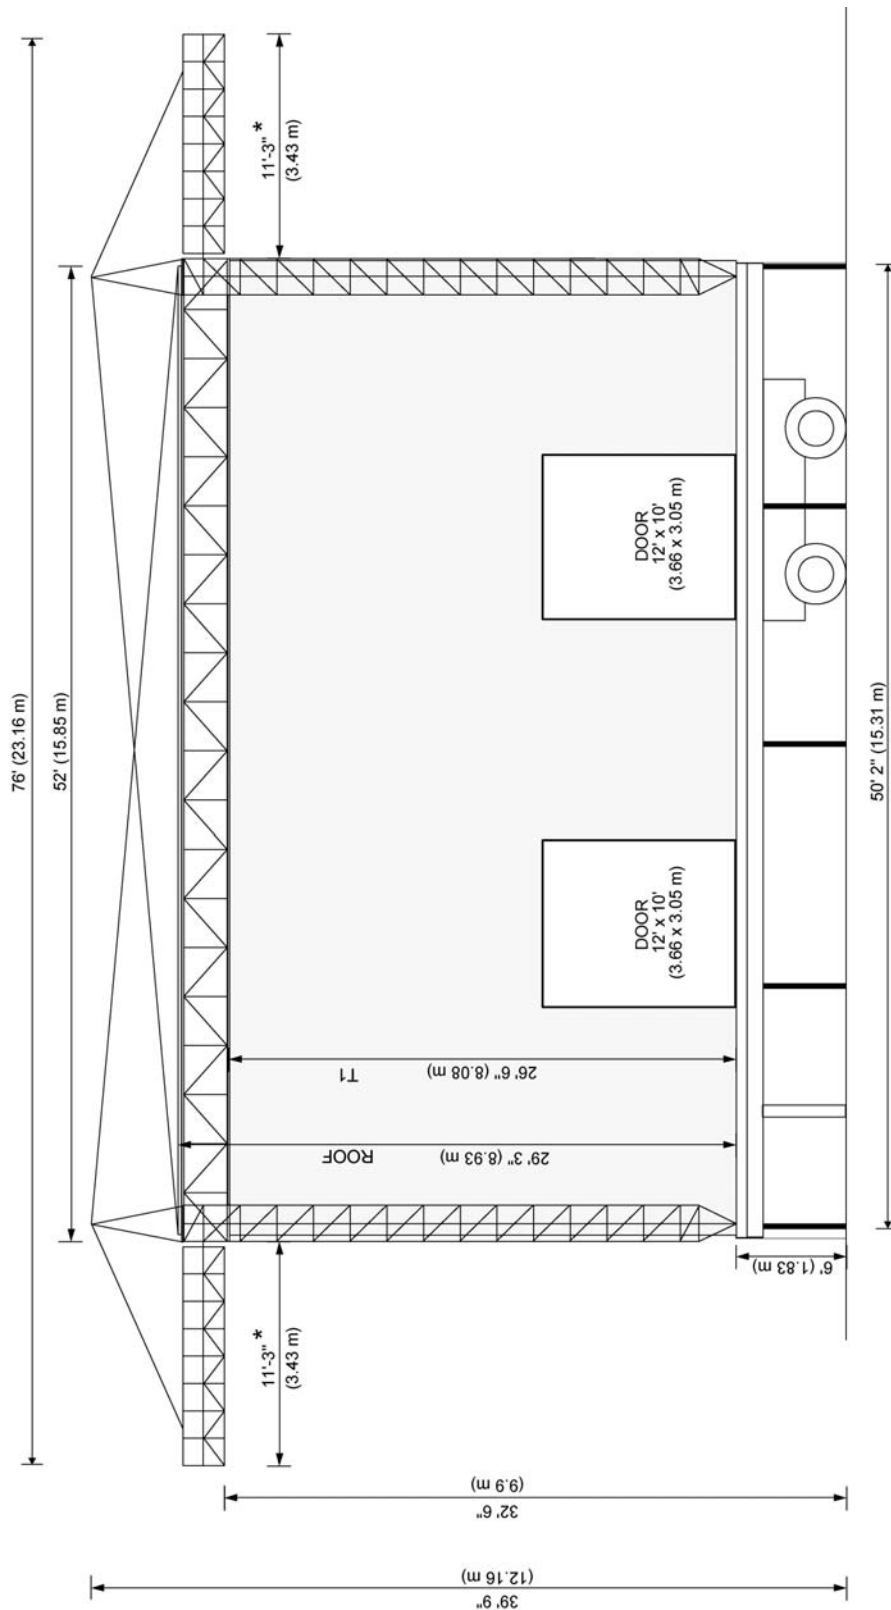 76' (23.16 m)
52' (15.85 m)
11'-3" *
(3.43 m)
11'-3" *
(3.43 m)
DOOR
12' x 10'
(3.66 x 3.05 m)
DOOR
12' x 10'
(3.66 x 3.05 m)
T1
26' 6" (8.08 m)
ROOF
29' 3" (8.93 m)
6' (1.83 m)
50' 2" (15.31 m)
32' 6"
(9.9 m)
39' 9"
(12.16 m)